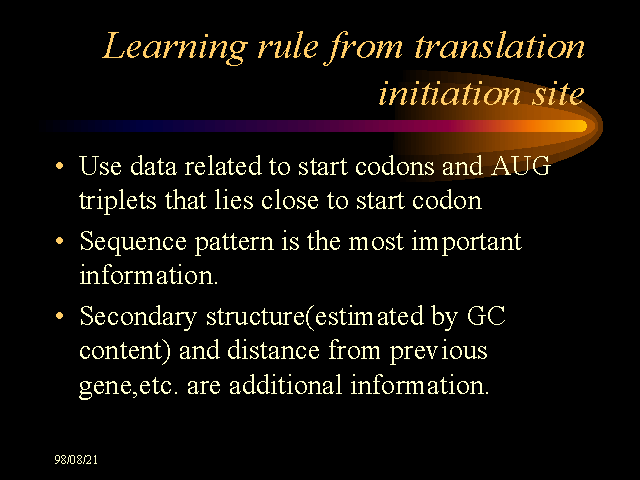 Learning rule from translation
initiation site
• Use data related to start codons and AUG
triplets that lies close to start codon
• Sequence pattern is the most important
information.
• Secondary structure(estimated by GC
content) and distance from previous
gene,etc. are additional information.
98/08/21